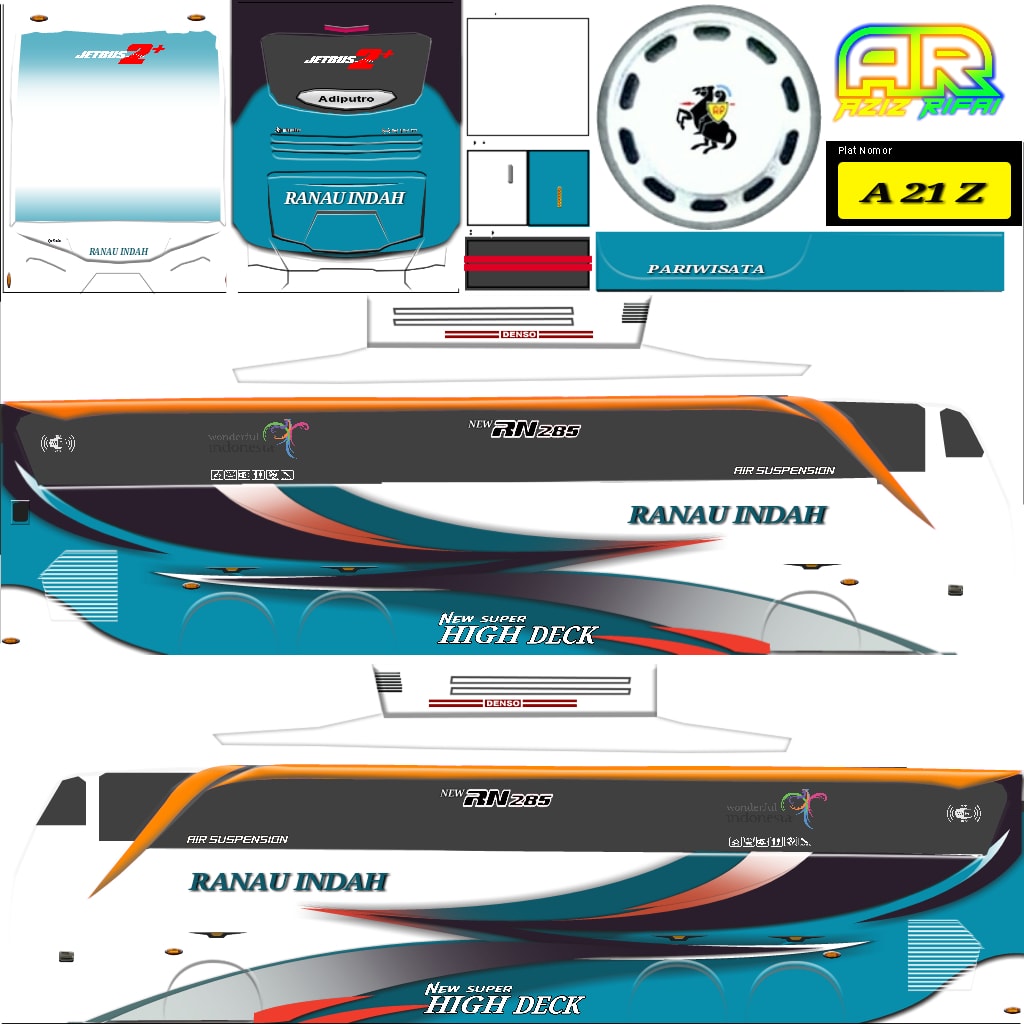 JETBUS 2+
RANAU INDAH
JETBUS 2+
Adiputro
RANAU INDAH
AR
AZIZ RIFAI
Plat Nomor
A 21 Z
PARIWISATA
DENSO
wonderful
indonesia
NEW RN 285
AIR SUSPENSION
RANAU INDAH
NEW SUPER
HIGH DECK
DENSO
NEW RN 285
wonderful
indonesia
AIR SUSPENSION
RANAU INDAH
NEW SUPER
HIGH DECK